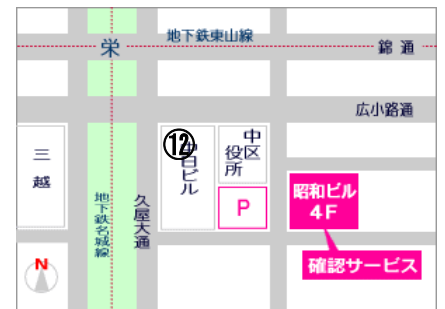 地下鉄東山線
栄
錦通
広小路通
三越
⑫
中日ビル
中区役所
P
昭和ビル
4F
地下鉄名城線
久屋大通
確認サービス
N